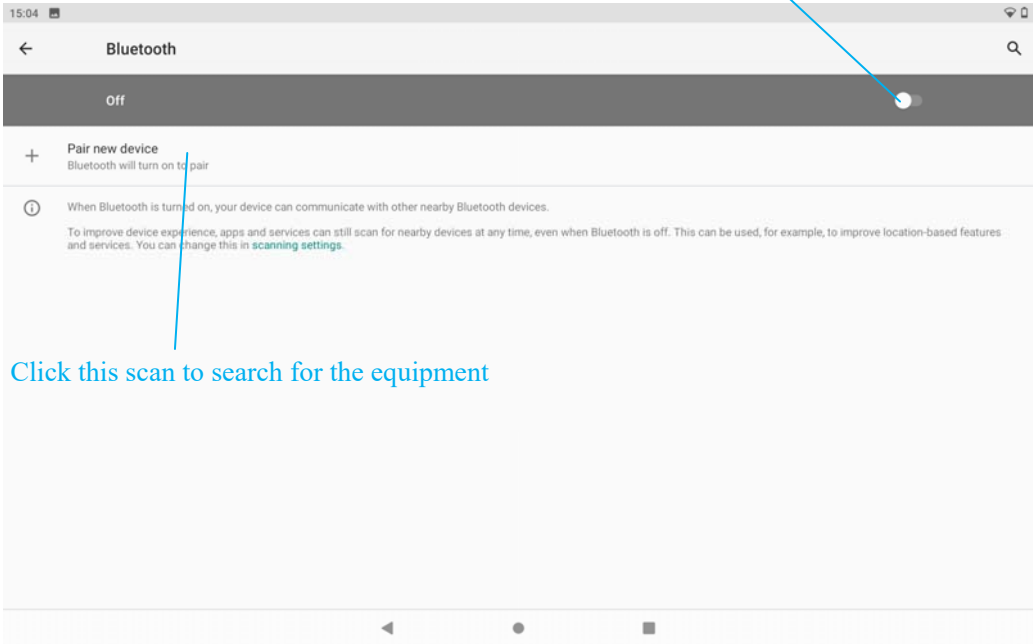 15:04
Bluetooth
Off
Pair new device
Bluetooth will turn on to pair
When Bluetooth is turned on, your device can communicate with other nearby Bluetooth devices.
To improve device experience, apps and services can still scan for nearby devices at any time, even when Bluetooth is off. This can be used, for example, to improve location-based features
and services. You can change this in scanning settings.
Click this scan to search for the equipment